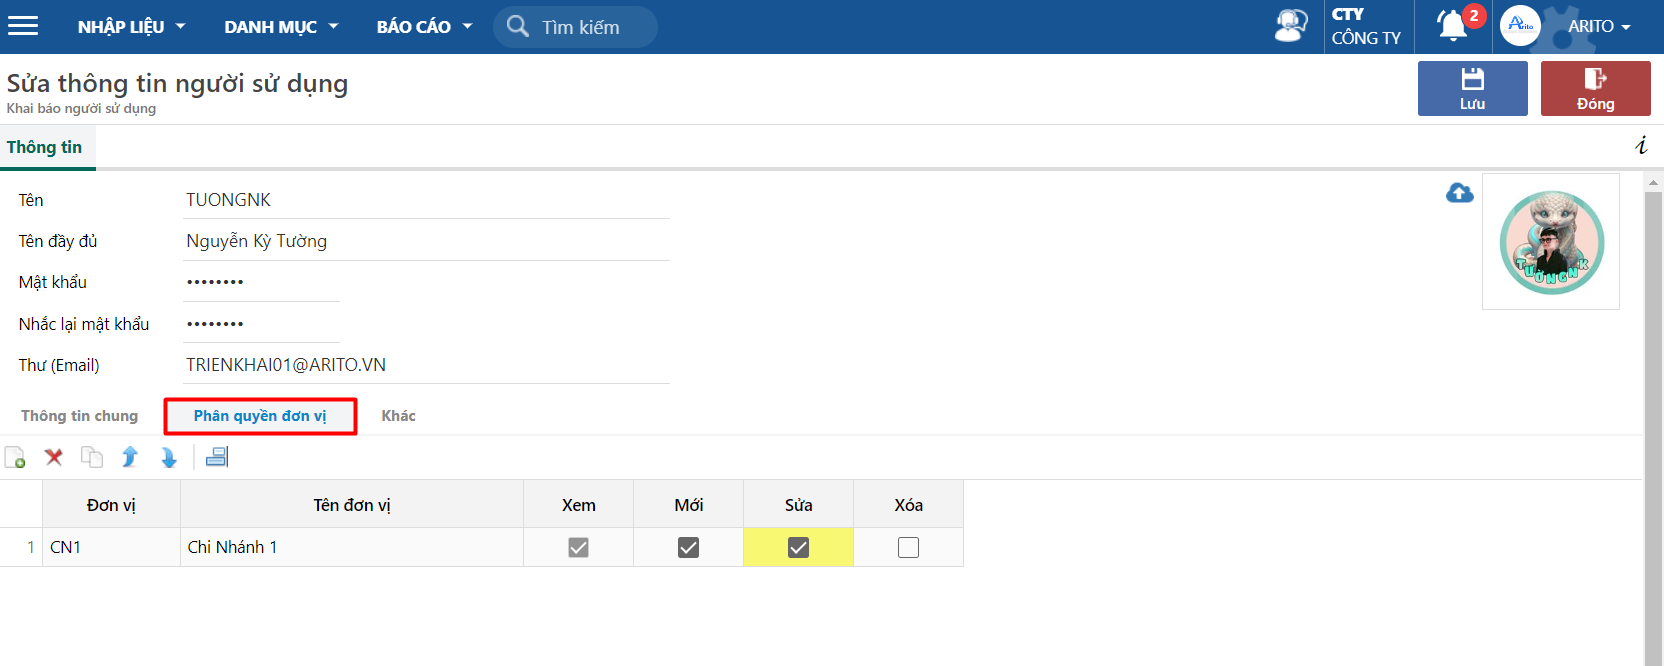 NHẬP LIỆU DANH MỤC BÁO CÁO Tìm kiếm CTY 2 Arito ARITO
CÔNG TY
Sửa thông tin người sử dụng
Khai báo người sử dụng
Lưu Đóng
Thông tin i
Tên TUONGNK
Tên đầy đủ Nguyễn Kỳ Tường
Mật khẩu ••••••••
Nhắc lại mật khẩu ••••••••
Thư (Email) TRIENKHAI01@ARITO.VN
TƯỜNGNK
Thông tin chung Phân quyền đơn vị Khác
Đơn vị Tên đơn vị Xem Mới Sửa Xóa
1 CN1 Chi Nhánh 1